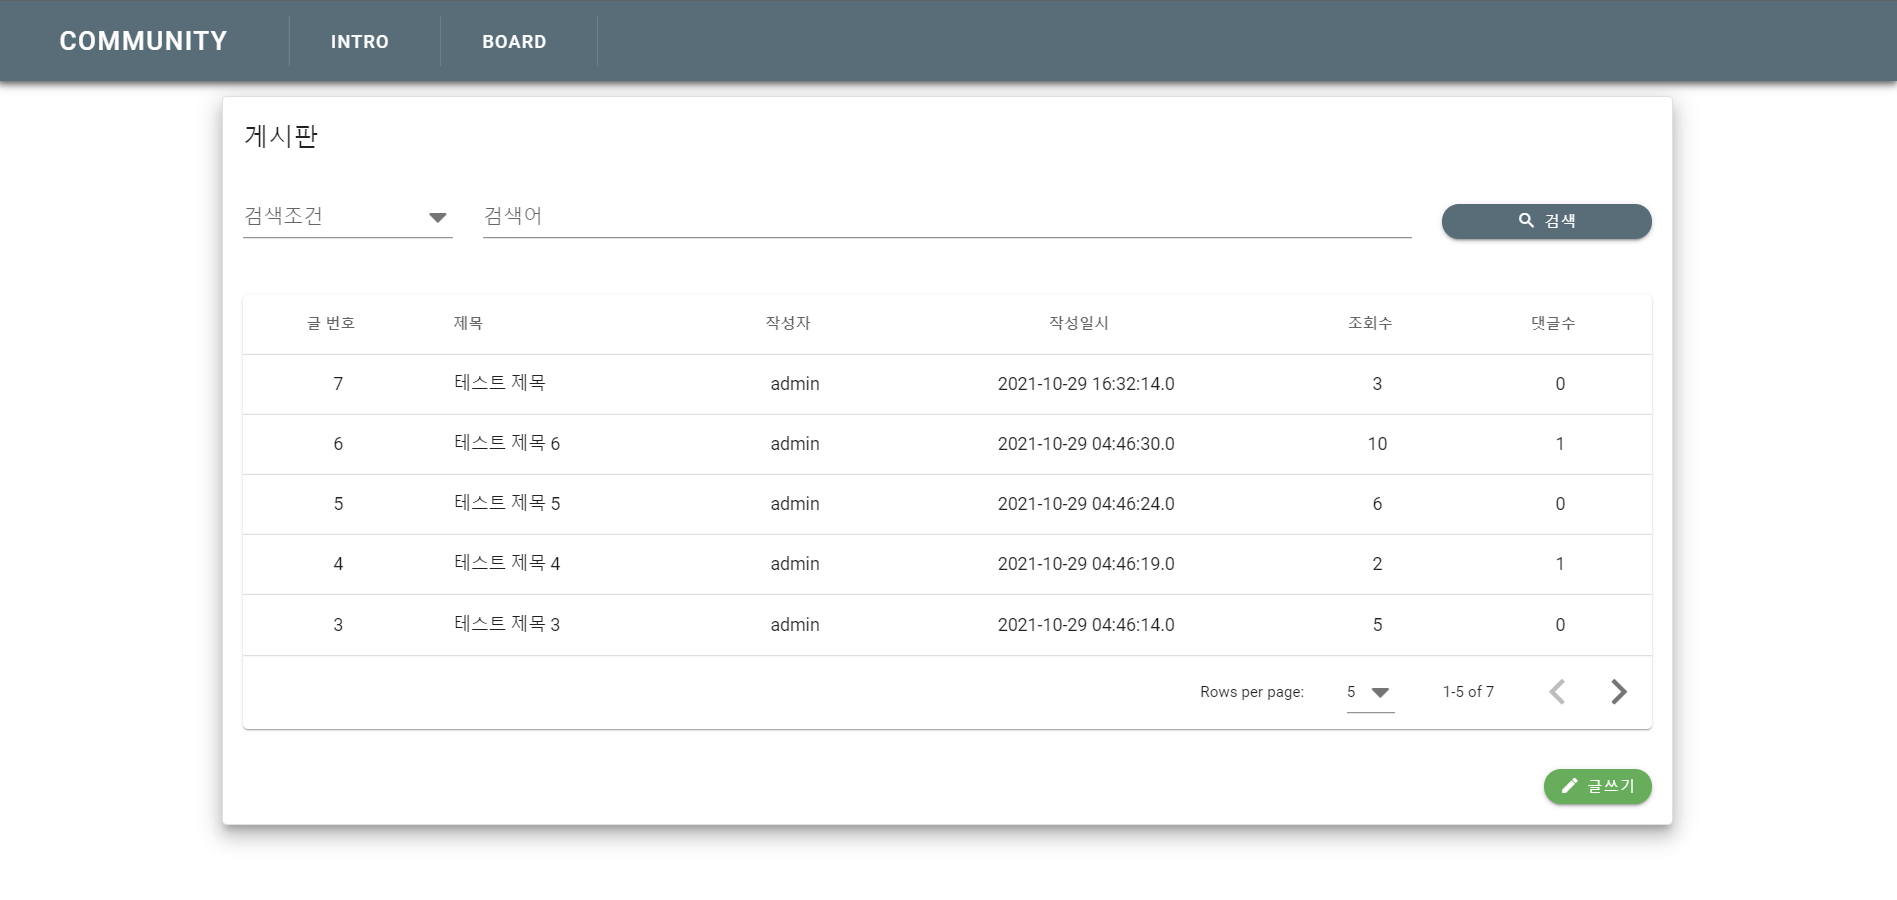 COMMUNITY INTRO BOARD
게시판
검색조건 검색어 검색
글 번호 제목 작성자 작성일시 조회수 댓글수
7 테스트 제목 admin 2021-10-29 16:32:14.0 3 0
6 테스트 제목 6 admin 2021-10-29 04:46:30.0 10 1
5 테스트 제목 5 admin 2021-10-29 04:46:24.0 6 0
4 테스트 제목 4 admin 2021-10-29 04:46:19.0 2 1
3 테스트 제목 3 admin 2021-10-29 04:46:14.0 5 0
Rows per page: 5 1-5 of 7
글쓰기